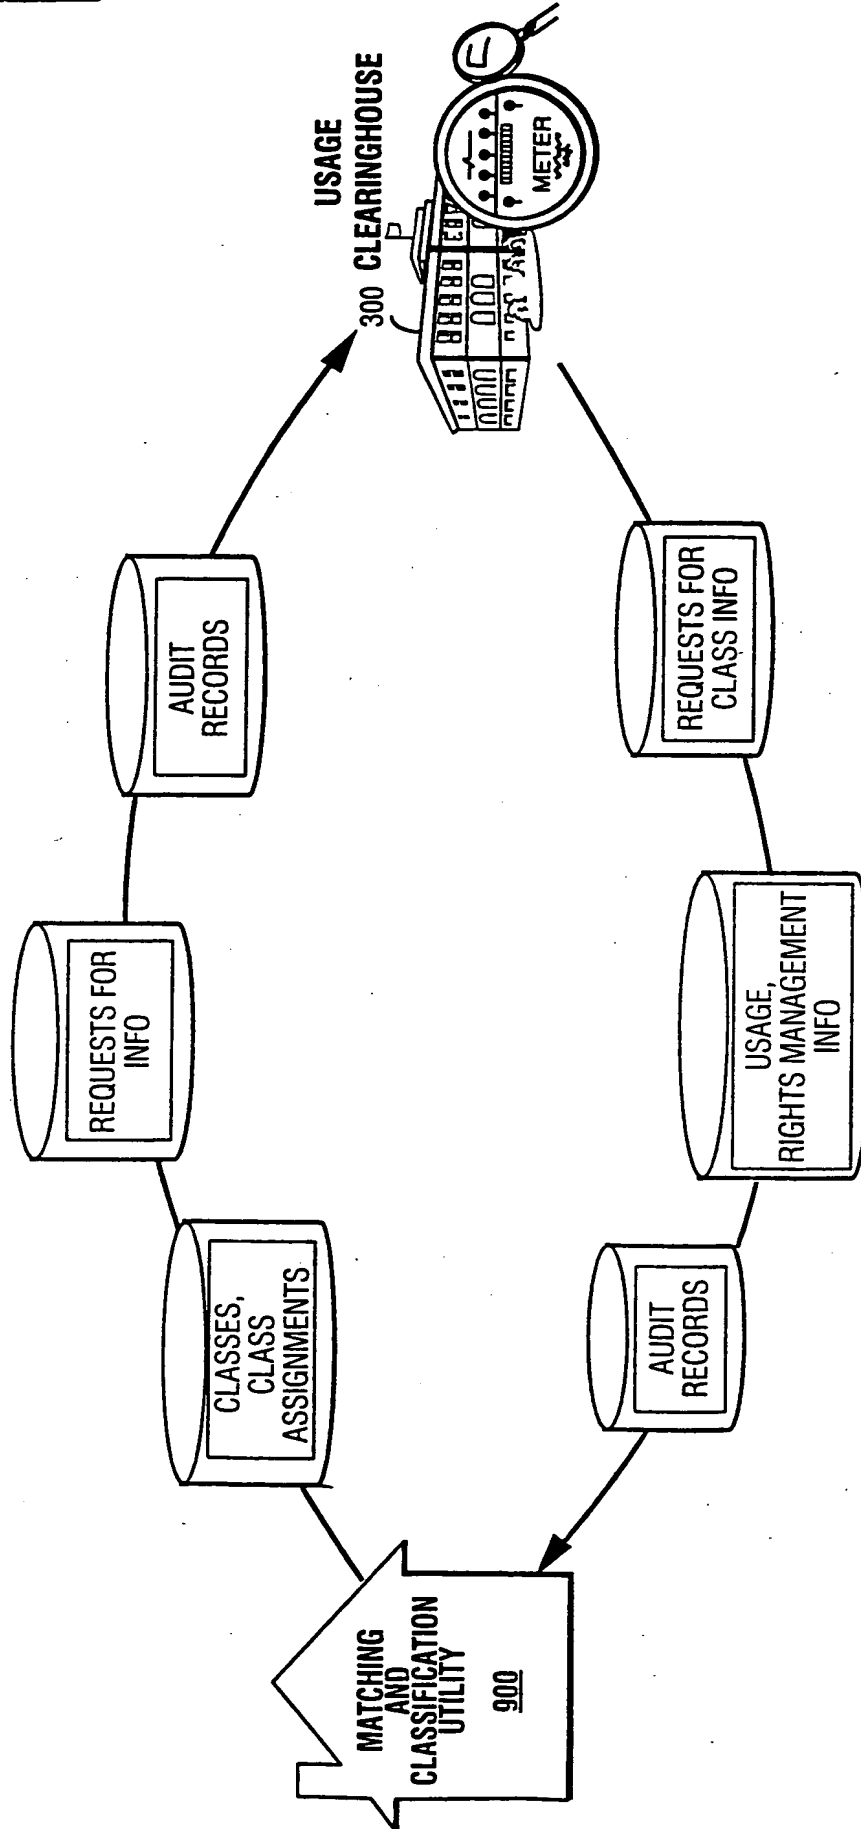 USAGE
CLEARINGHOUSE
300
METER
AUDIT
RECORDS
REQUESTS FOR
INFO
CLASSES,
CLASS
ASSIGNMENTS
MATCHING
AND
CLASSIFICATION
UTILITY
900
REQUESTS FOR
CLASS INFO
USAGE,
RIGHTS MANAGEMENT
INFO
AUDIT
RECORDS